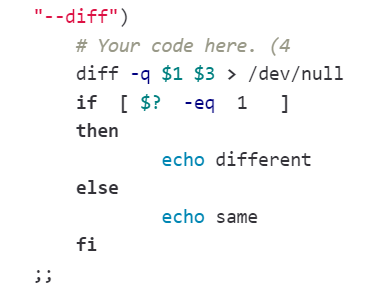 "--diff")
    # Your code here. (4
    diff -q $1 $3 > /dev/null
    if [ $? -eq 1 ]
    then
            echo different
    else
            echo same
    fi
;;